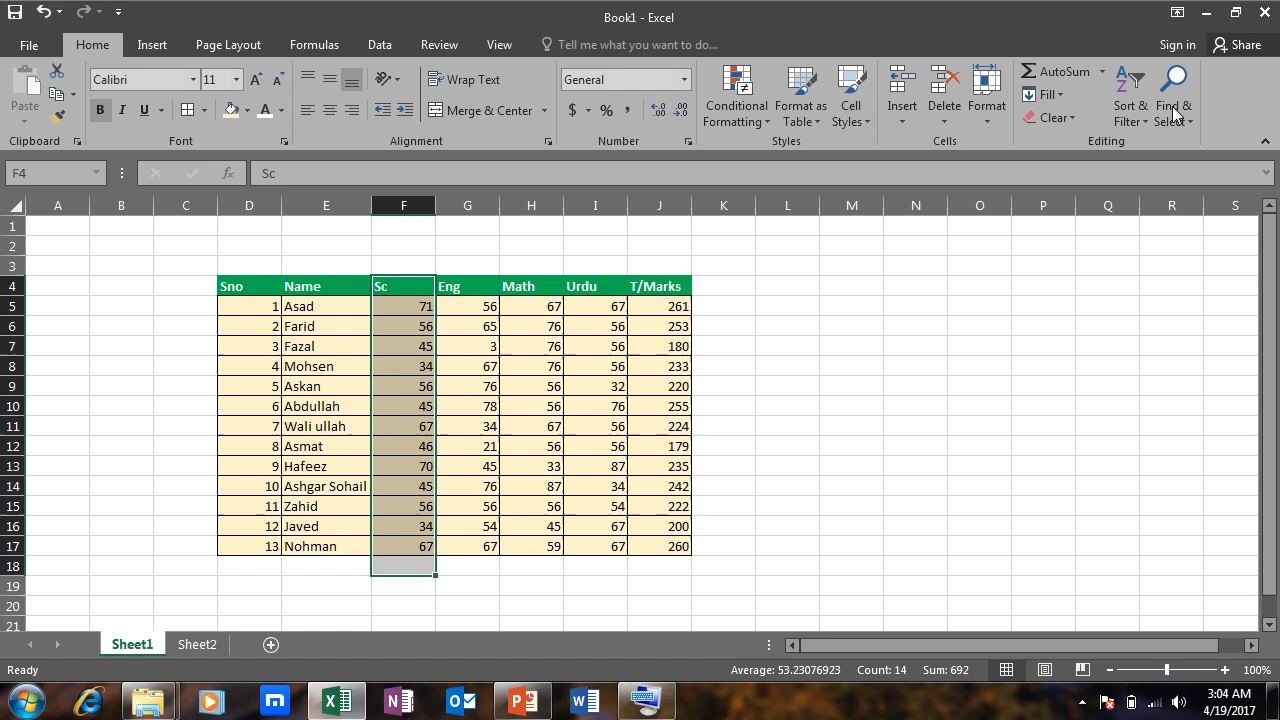 Book1 - Excel
File Home Insert Page Layout Formulas Data Review View Tell me what you want to do... Sign in Share
Paste
Calibri 11
B I U A
Wrap Text
Merge & Center
General
$ % ,
Conditional Formatting
Format as Table
Cell Styles
Insert Delete Format
AutoSum
Fill
Clear
Sort & Filter
Find & Select
Clipboard Font Alignment Number Styles Cells Editing
F4 fx Sc
A B C D E F G H I J K L M N O P Q R S
1
2
3
4 Sno Name Sc Eng Math Urdu T/Marks
5 1 Asad 71 56 67 67 261
6 2 Farid 56 65 76 56 253
7 3 Fazal 45 3 76 56 180
8 4 Mohsen 34 67 76 56 233
9 5 Askan 56 76 56 32 220
10 6 Abdullah 45 78 56 76 255
11 7 Wali ullah 67 34 67 56 224
12 8 Asmat 46 21 56 56 179
13 9 Hafeez 70 45 33 87 235
14 10 Ashgar Sohail 45 76 87 34 242
15 11 Zahid 56 56 56 54 222
16 12 Javed 34 54 45 67 200
17 13 Nohman 67 67 59 67 260
18
19
20
21
Sheet1 Sheet2
Ready Average: 53.23076923 Count: 14 Sum: 692 100%
3:04 AM
4/19/2017